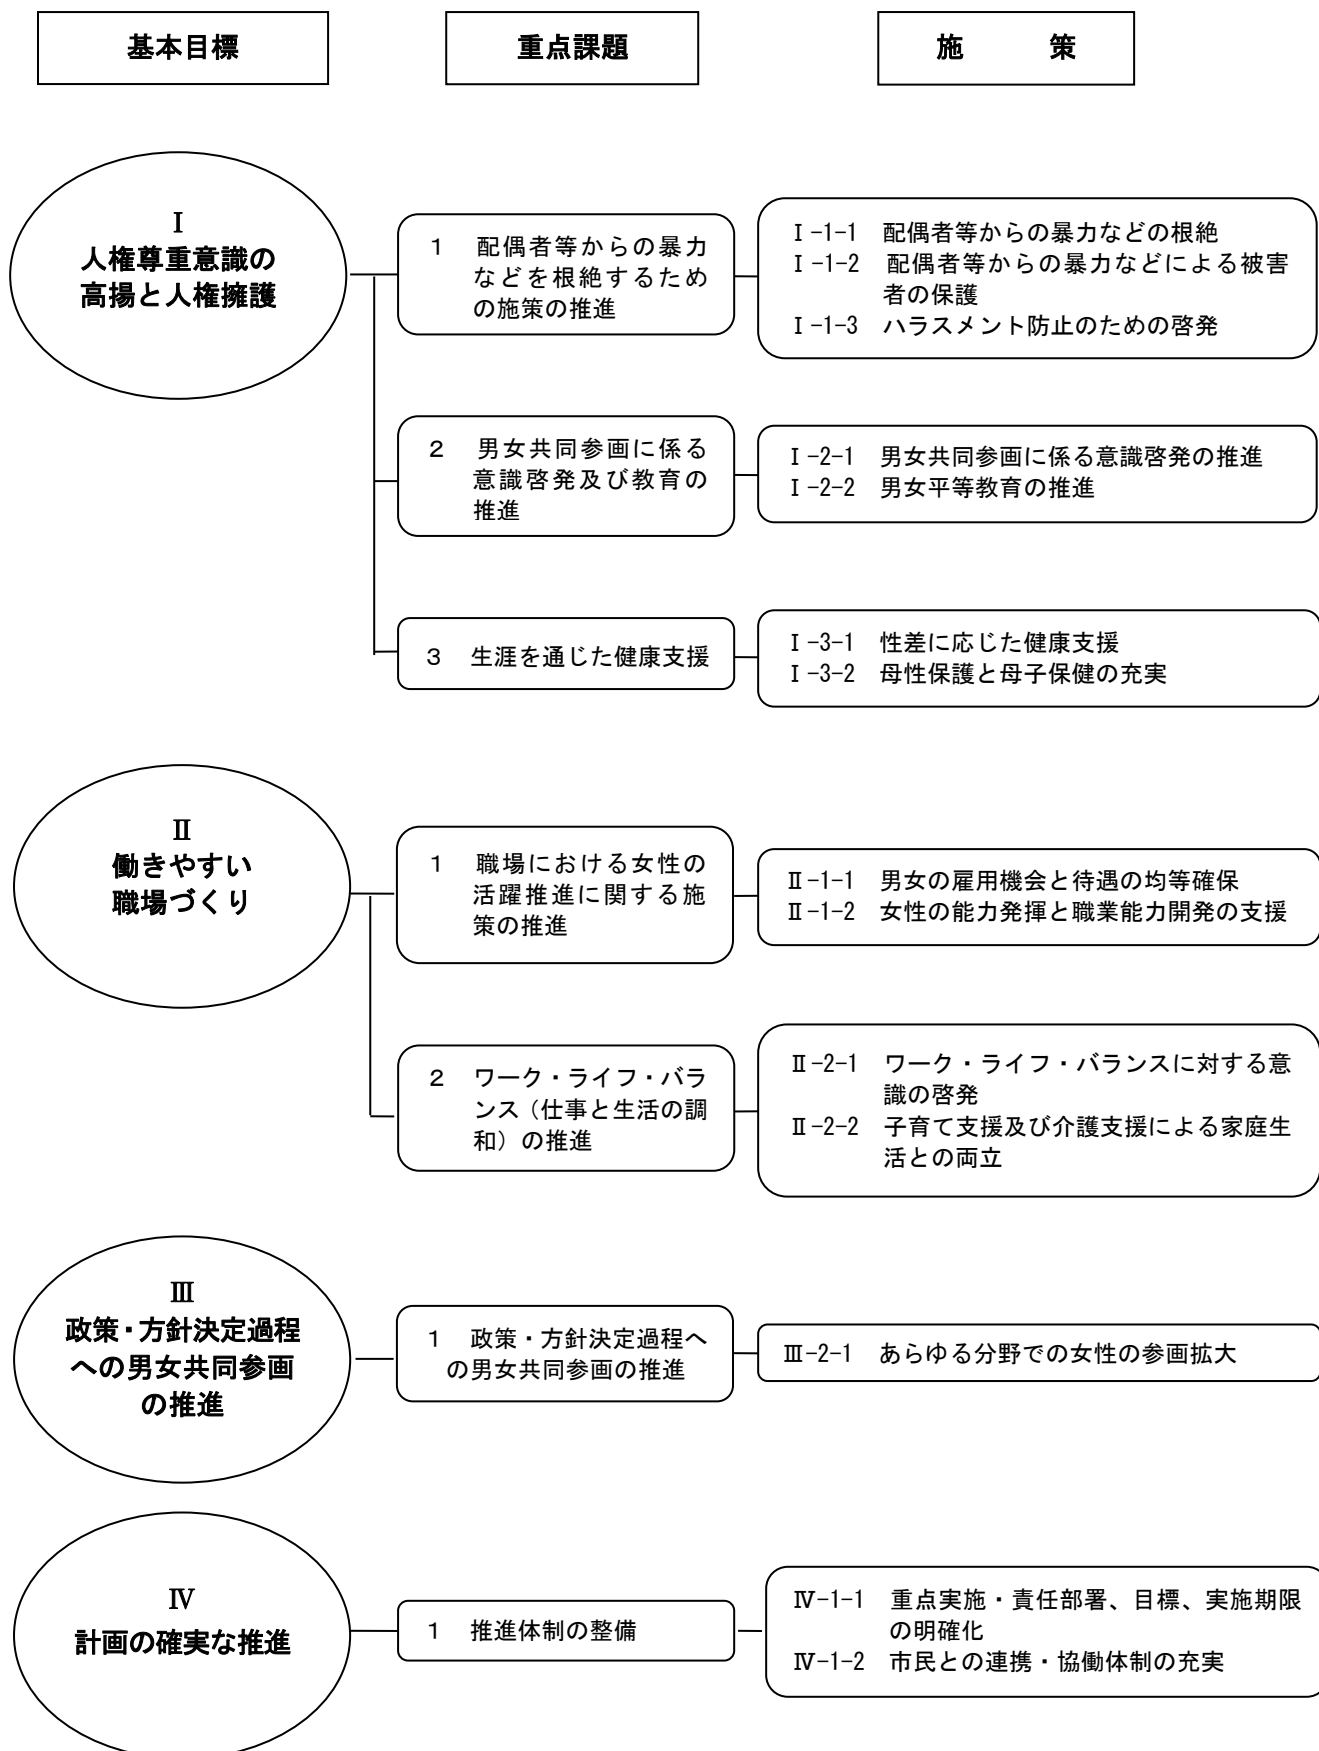 基本目標
重点課題
施　策
Ⅰ
人権尊重意識の
高揚と人権擁護
1　配偶者等からの暴力
などを根絶するため
の施策の推進
Ⅰ-1-1　配偶者等からの暴力などの根絶
Ⅰ-1-2　配偶者等からの暴力などによる被害
者の保護
Ⅰ-1-3　ハラスメント防止のための啓発
2　男女共同参画に係る
意識啓発及び教育の
推進
Ⅰ-2-1　男女共同参画に係る意識啓発の推進
Ⅰ-2-2　男女平等教育の推進
3　生涯を通じた健康支援
Ⅰ-3-1　性差に応じた健康支援
Ⅰ-3-2　母性保護と母子保健の充実
Ⅱ
働きやすい
職場づくり
1　職場における女性の
活躍推進に関する施
策の推進
Ⅱ-1-1　男女の雇用機会と待遇の均等確保
Ⅱ-1-2　女性の能力発揮と職業能力開発の支援
2　ワーク・ライフ・バラ
ンス（仕事と生活の調
和）の推進
Ⅱ-2-1　ワーク・ライフ・バランスに対する意
識の啓発
Ⅱ-2-2　子育て支援及び介護支援による家庭生
活との両立
Ⅲ
政策・方針決定過程
への男女共同参画
の推進
1　政策・方針決定過程へ
の男女共同参画の推進
Ⅲ-2-1　あらゆる分野での女性の参画拡大
Ⅳ
計画の確実な推進
1　推進体制の整備
Ⅳ-1-1　重点実施・責任部署、目標、実施期限
の明確化
Ⅳ-1-2　市民との連携・協働体制の充実